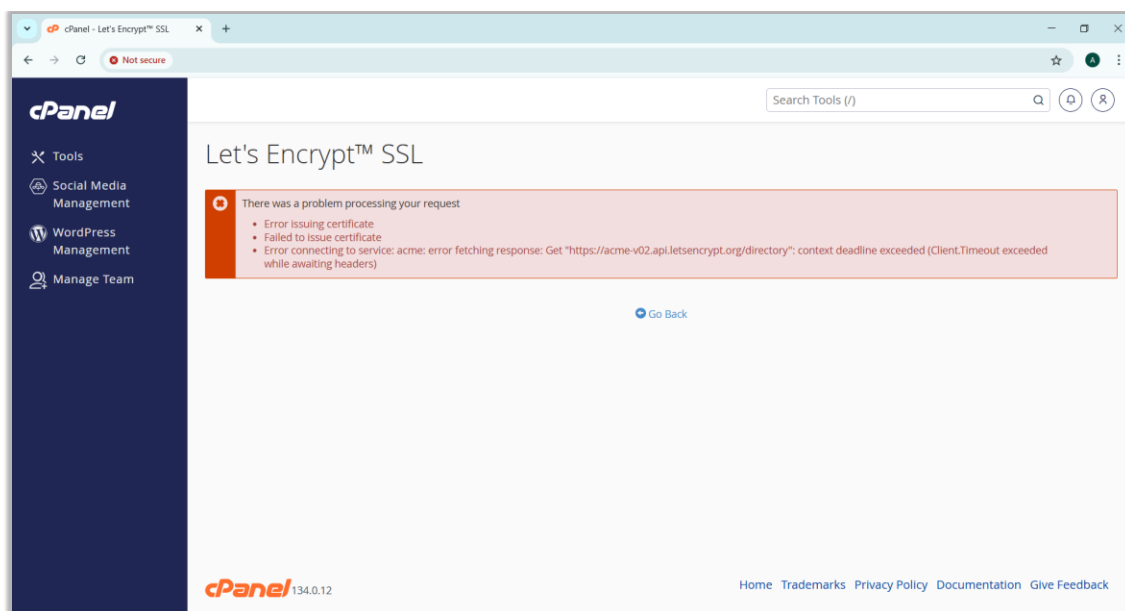 cPanel - Let's Encrypt™ SSL
Not secure
A
cPanel
Search Tools (/)
Tools
Social Media
Management
WordPress
Management
Manage Team
Let's Encrypt™ SSL
There was a problem processing your request
Error issuing certificate
Failed to issue certificate
Error connecting to service: acme: error fetching response: Get "https://acme-v02.api.letsencrypt.org/directory": context deadline exceeded (Client.Timeout exceeded
while awaiting headers)
Go Back
cPanel 134.0.12
Home Trademarks Privacy Policy Documentation Give Feedback